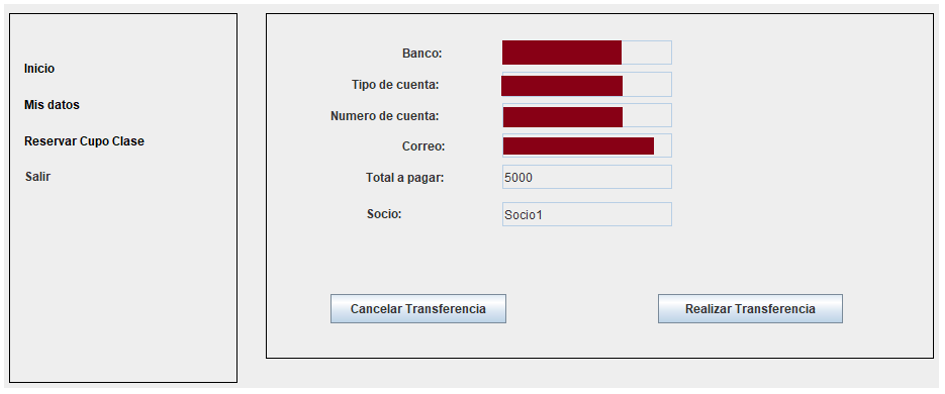 Inicio
Mis datos
Reservar Cupo Clase
Salir
Banco:
Tipo de cuenta:
Numero de cuenta:
Correo:
Total a pagar: 5000
Socio: Socio1
Cancelar Transferencia
Realizar Transferencia